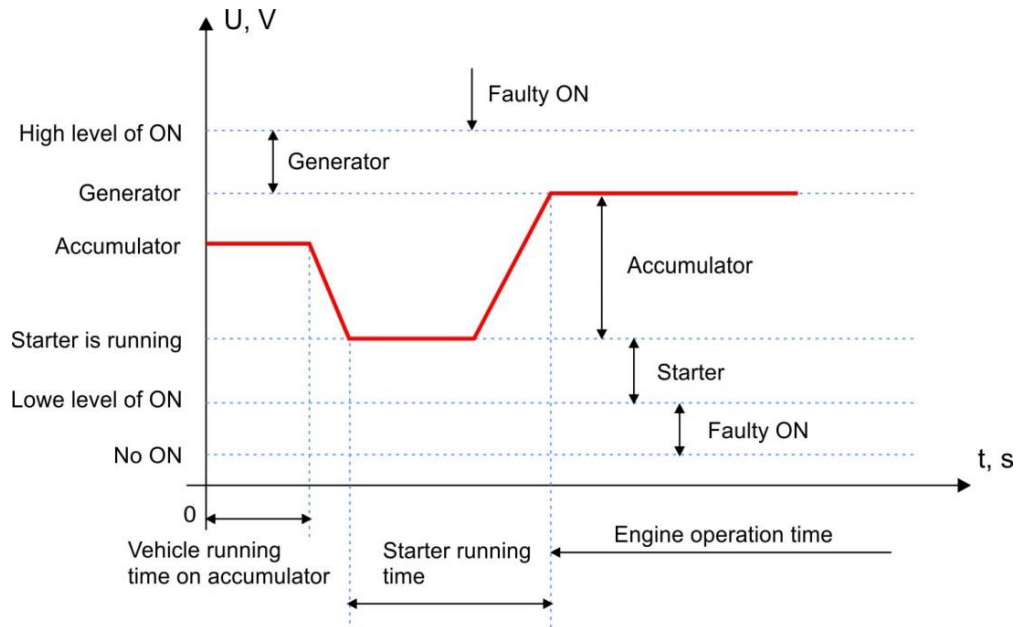 U, V
Faulty ON
High level of ON
Generator
Generator
Accumulator
Accumulator
Starter is running
Starter
Lowe level of ON
Faulty ON
No ON
t, s
0
Vehicle running
time on accumulator
Starter running
time
Engine operation time